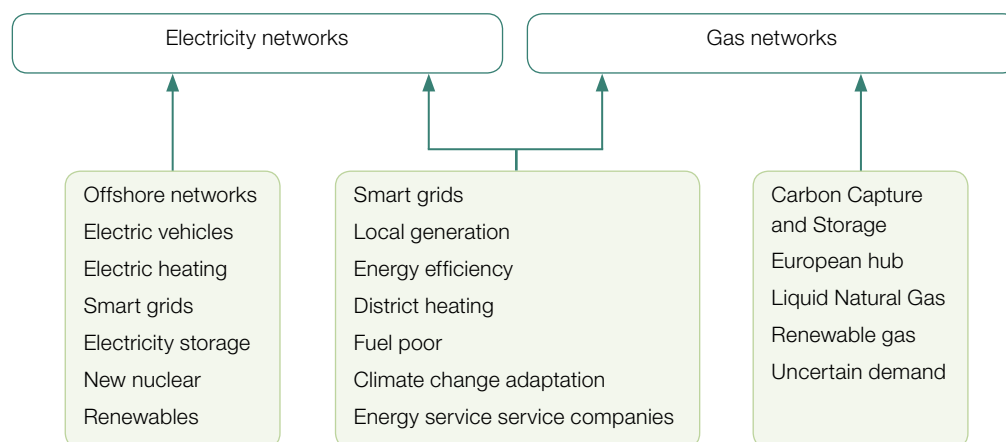 Electricity networks
Gas networks
Offshore networks
Electric vehicles
Electric heating
Smart grids
Electricity storage
New nuclear
Renewables
Smart grids
Local generation
Energy efficiency
District heating
Fuel poor
Climate change adaptation
Energy service service companies
Carbon Capture
and Storage
European hub
Liquid Natural Gas
Renewable gas
Uncertain demand